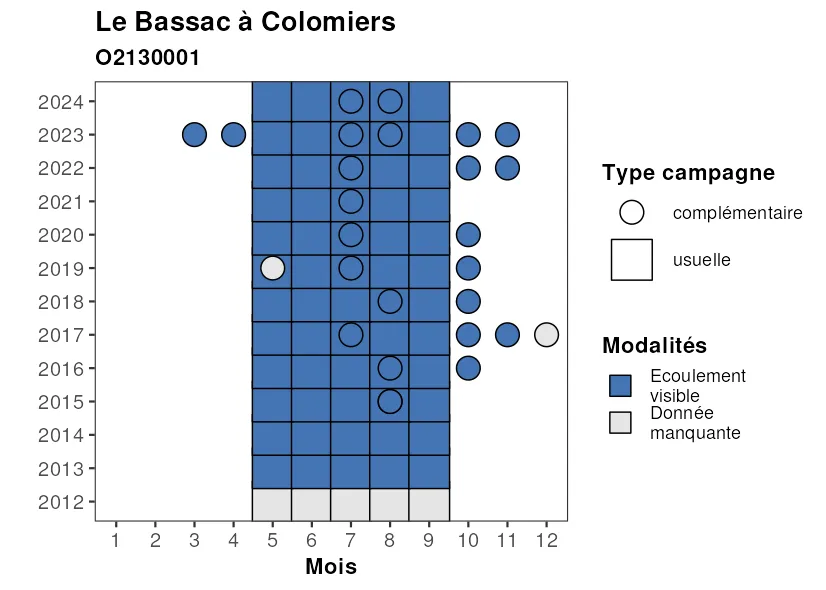 Le Bassac à Colomiers
O2130001
2024
2023
2022
2021
2020
2019
2018
2017
2016
2015
2014
2013
2012
1 2 3 4 5 6 7 8 9 10 11 12
Mois
Type campagne
complémentaire
usuelle
Modalités
Ecoulement
visible
Donnée
manquante